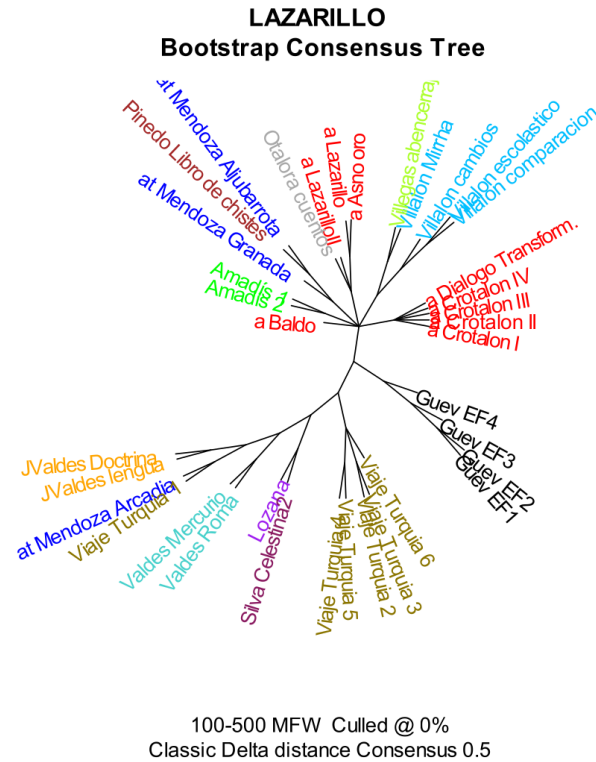 LAZARILLO
Bootstrap Consensus Tree
at Mendoza Aljubarrota
Pinedo Libro de chistes
at Mendoza Granada
Amadis 1
Amadis 2
a Baldo
Otalora cuentos
a LazarilloII
a Lazarillo
a Asno oro
Villegas abencerraj
Villalon Mirrha
Villalon cambios
Villalon escolastico
Villalon comparacion
a Dialogo Transform.
a Crotalon IV
a Crotalon III
a Crotalon II
a Crotalon I
Guev EF4
Guev EF3
Guev EF2
Guev EF1
Viaje Turquia 6
Viaje Turquia 3
Viaje Turquia 2
Viaje Turquia 4
Viaje Turquia 5
Lozana
Silva Celestina2
Valdes Mercurio
Valdes Roma
JValdes Doctrina
JValdes lengua
at Mendoza Arcadia
Viaje Turquia 1
100-500 MFW Culled @ 0%
Classic Delta distance Consensus 0.5